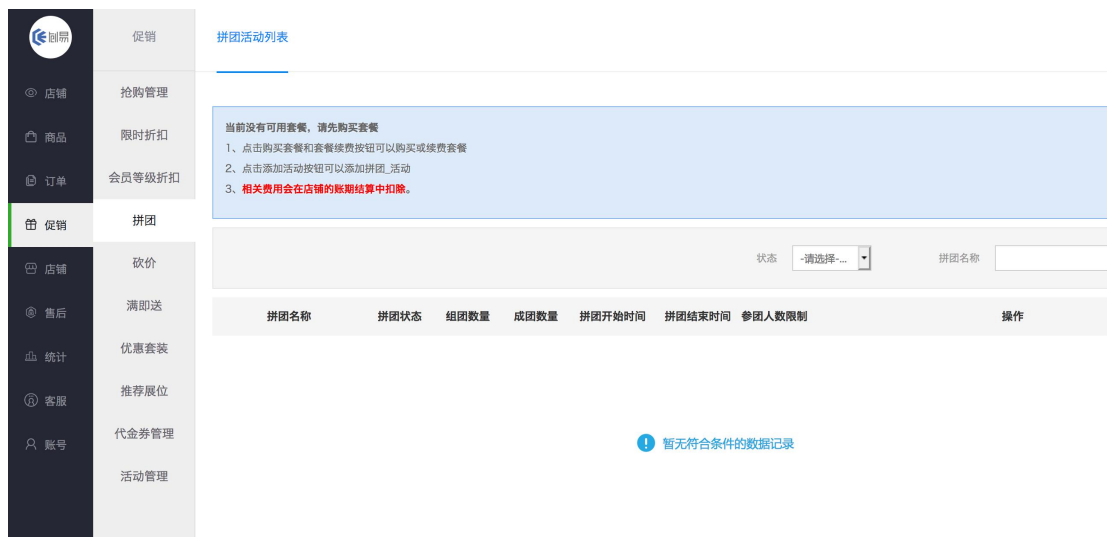 创易
促销
拼团活动列表
店铺
商品
订单
促销
店铺
售后
统计
客服
账号
抢购管理
限时折扣
会员等级折扣
拼团
砍价
满即送
优惠套装
推荐展位
代金券管理
活动管理
当前没有可用套餐，请先购买套餐
1、点击购买套餐和套餐续费按钮可以购买或续费套餐
2、点击添加活动按钮可以添加拼团_活动
3、相关费用会在店铺的账期结算中扣除。
状态 -请选择-... 拼团名称
拼团名称 拼团状态 组团数量 成团数量 拼团开始时间 拼团结束时间 参团人数限制 操作
暂无符合条件的数据记录